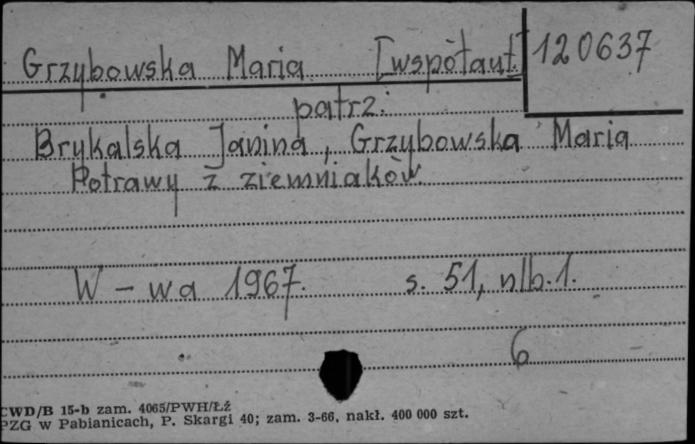 Grzybowska Maria [współaut.] 120637
patrz:
Brykalska Janina, Grzybowska Maria
Potrawy z ziemniaków.
W-wa 1967. s. 51, nlb. 1.
6
CWD/B 15-b zam. 4065/PWH/Łź
PZG w Pabianicach, P. Skargi 40; zam. 3-66, nakł. 400 000 szt.